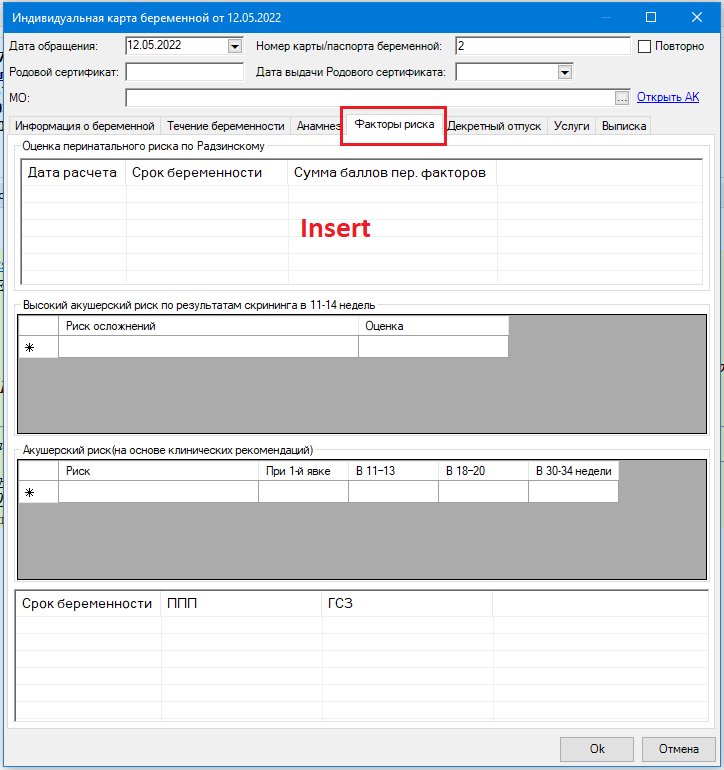 Индивидуальная карта беременной от 12.05.2022
Дата обращения: 12.05.2022 Номер карты/паспорта беременной: 2 Повторно
Родовой сертификат: Дата выдачи Родового сертификата:
МО: ... Открыть АК
Информация о беременной Течение беременности Анамнез Факторы риска Декретный отпуск Услуги Выписка
Оценка перинатального риска по Радзинскому
Дата расчета Срок беременности Сумма баллов пер. факторов
Insert
Высокий акушерский риск по результатам скрининга в 11-14 недель
Риск осложнений Оценка
Акушерский риск(на основе клинических рекомендаций)
Риск При 1-й явке В 11-13 В 18-20 В 30-34 недели
Срок беременности ППП ГСЗ
Ok Отмена